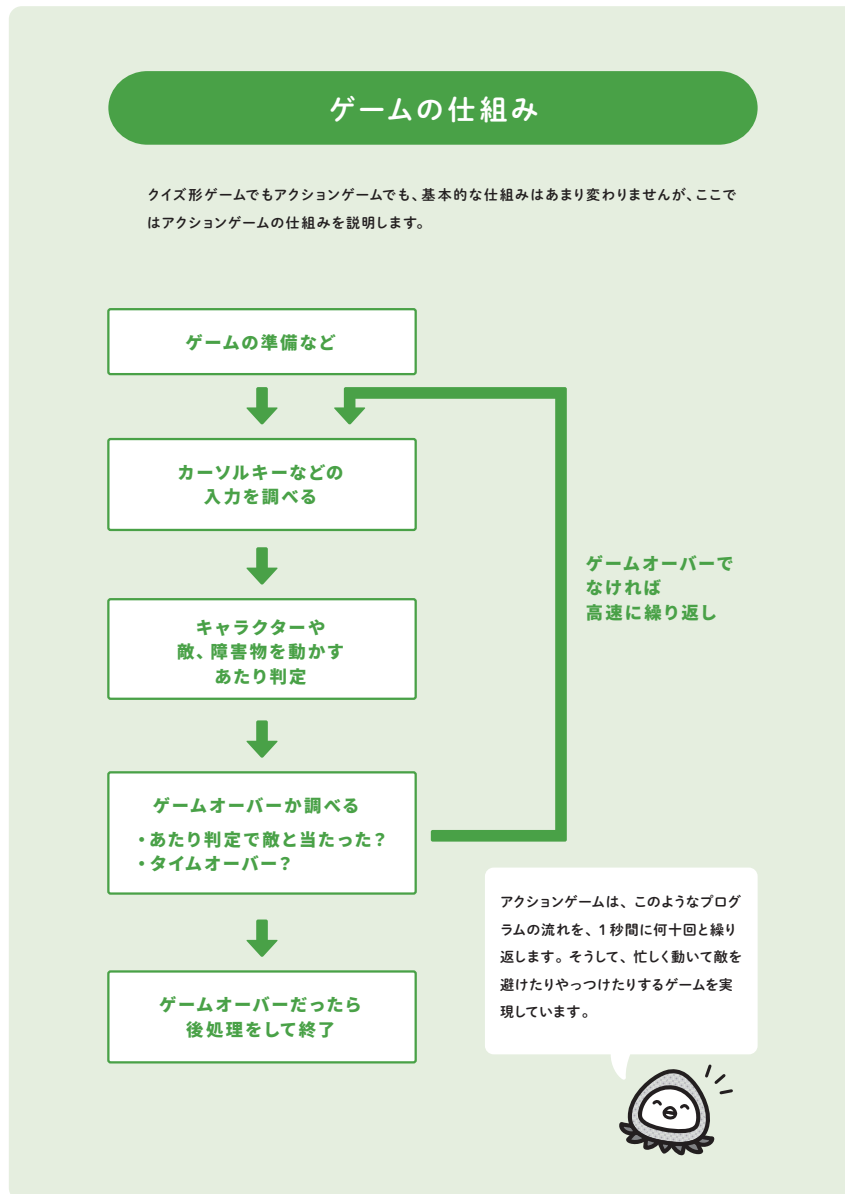 ゲームの仕組み
クイズ形ゲームでもアクションゲームでも、基本的な仕組みはあまり変わりませんが、ここで
はアクションゲームの仕組みを説明します。
ゲームの準備など
カーソルキーなどの
入力を調べる
キャラクターや
敵、障害物を動かす
あたり判定
ゲームオーバーで
なければ
高速に繰り返し
ゲームオーバーか調べる
・あたり判定で敵と当たった？
・タイムオーバー？
ゲームオーバーだったら
後処理をして終了
アクションゲームは、このようなプログ
ラムの流れを、1秒間に何十回と繰り
返します。そうして、忙しく動いて敵を
避けたりやっつけたりするゲームを実
現しています。